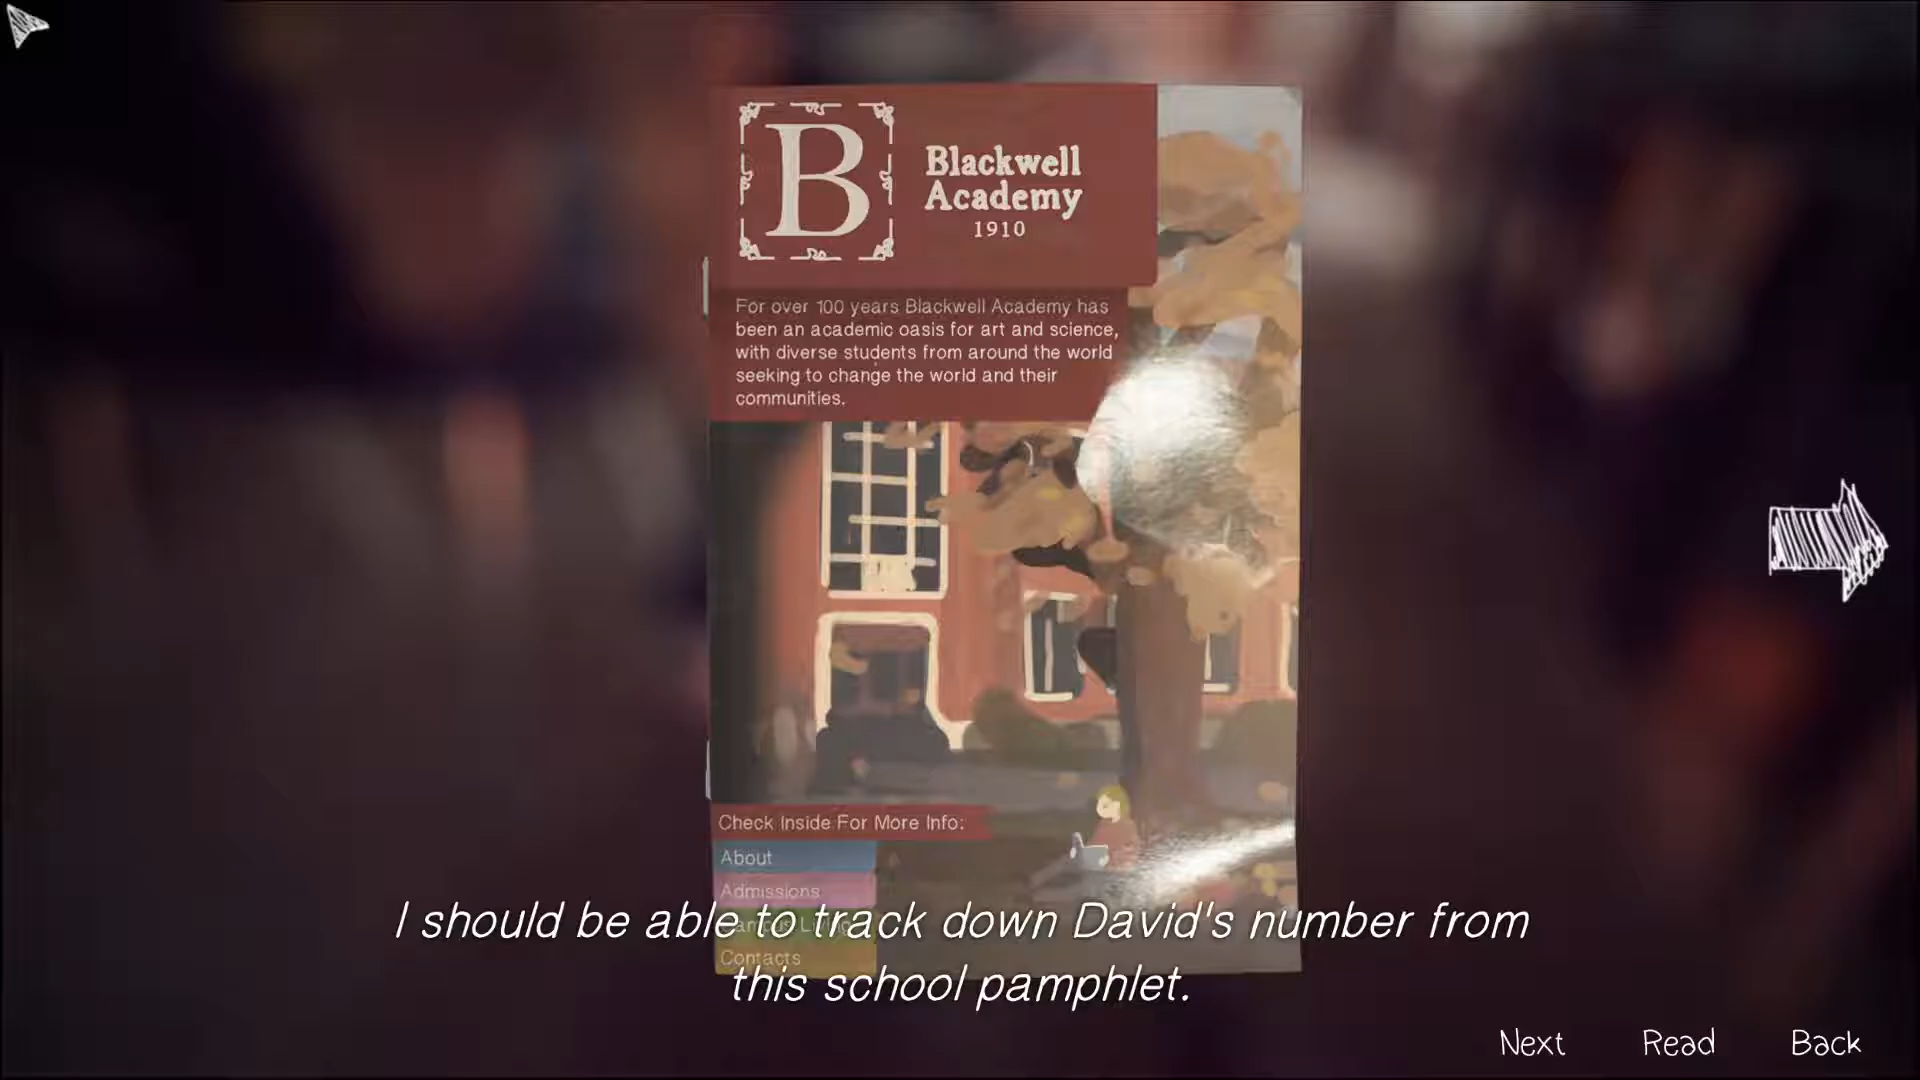 B
Blackwell
Academy
1910
For over 100 years Blackwell Academy has
been an academic oasis for art and science,
with diverse students from around the world
seeking to change the world and their
communities.
Check Inside For More Info:
About
Admissions
Campus Living
Contacts
I should be able to track down David's number from
this school pamphlet.
Next Read Back